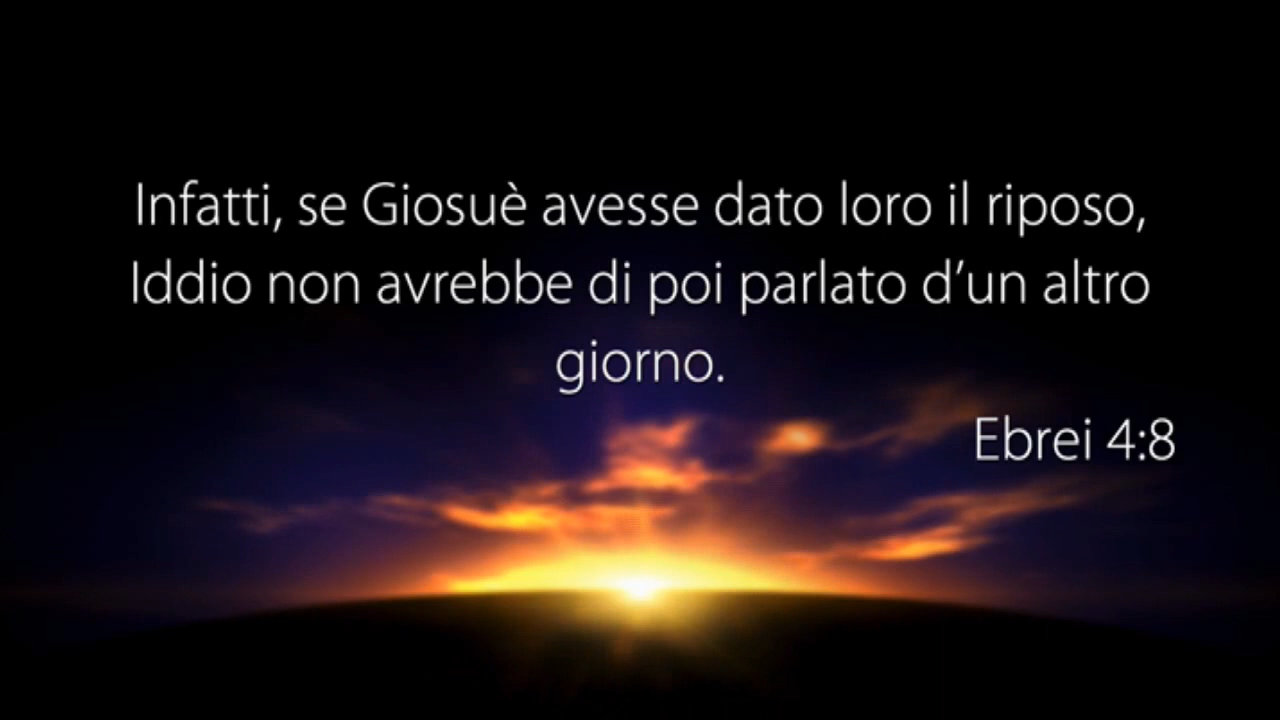 Infatti, se Giosuè avesse dato loro il riposo,
Iddio non avrebbe di poi parlato d’un altro
giorno.
Ebrei 4:8